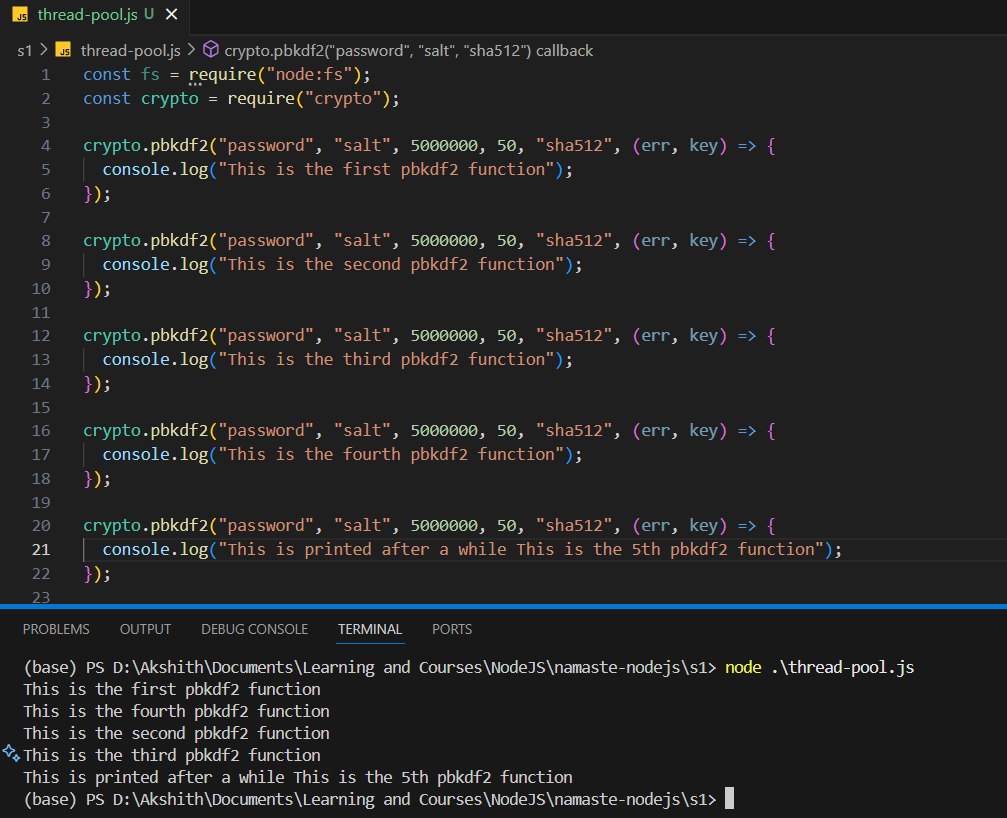 JS thread-pool.js U ×
s1 > JS thread-pool.js > crypto.pbkdf2("password", "salt", "sha512") callback
1 const fs = require("node:fs");
2 const crypto = require("crypto");
3
4 crypto.pbkdf2("password", "salt", 5000000, 50, "sha512", (err, key) => {
5   console.log("This is the first pbkdf2 function");
6 });
7
8 crypto.pbkdf2("password", "salt", 5000000, 50, "sha512", (err, key) => {
9   console.log("This is the second pbkdf2 function");
10 });
11
12 crypto.pbkdf2("password", "salt", 5000000, 50, "sha512", (err, key) => {
13   console.log("This is the third pbkdf2 function");
14 });
15
16 crypto.pbkdf2("password", "salt", 5000000, 50, "sha512", (err, key) => {
17   console.log("This is the fourth pbkdf2 function");
18 });
19
20 crypto.pbkdf2("password", "salt", 5000000, 50, "sha512", (err, key) => {
21   console.log("This is printed after a while This is the 5th pbkdf2 function");
22 });
23
PROBLEMS OUTPUT DEBUG CONSOLE TERMINAL PORTS
(base) PS D:\Akshith\Documents\Learning and Courses\NodeJS\namaste-nodejs\s1> node .\thread-pool.js
This is the first pbkdf2 function
This is the fourth pbkdf2 function
This is the second pbkdf2 function
This is the third pbkdf2 function
This is printed after a while This is the 5th pbkdf2 function
(base) PS D:\Akshith\Documents\Learning and Courses\NodeJS\namaste-nodejs\s1>